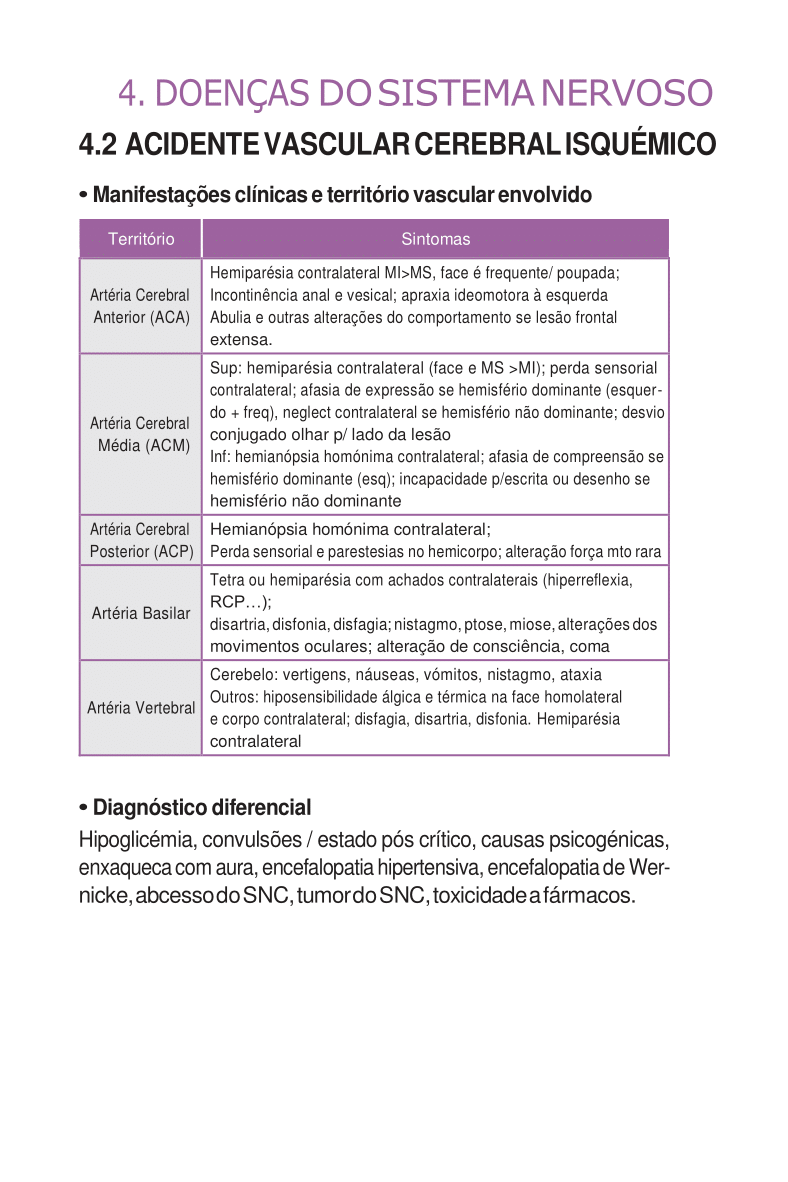 4. DOENÇAS DO SISTEMA NERVOSO
4.2 ACIDENTE VASCULAR CEREBRAL ISQUÉMICO
• Manifestações clínicas e território vascular envolvido
Território
Sintomas
Artéria Cerebral
Anterior (ACA)
Hemiparésia contralateral MI>MS, face é frequente/ poupada;
Incontinência anal e vesical; apraxia ideomotora à esquerda
Abulia e outras alterações do comportamento se lesão frontal
extensa.
Artéria Cerebral
Média (ACM)
Sup: hemiparésia contralateral (face e MS >MI); perda sensorial
contralateral; afasia de expressão se hemisfério dominante (esquer-
do + freq), neglect contralateral se hemisfério não dominante; desvio
conjugado olhar p/ lado da lesão
Inf: hemianópsia homónima contralateral; afasia de compreensão se
hemisfério dominante (esq); incapacidade p/escrita ou desenho se
hemisfério não dominante
Artéria Cerebral
Posterior (ACP)
Hemianópsia homónima contralateral;
Perda sensorial e parestesias no hemicorpo; alteração força mto rara
Artéria Basilar
Tetra ou hemiparésia com achados contralaterais (hiperreflexia,
RCP…);
disartria, disfonia, disfagia; nistagmo, ptose, miose, alterações dos
movimentos oculares; alteração de consciência, coma
Artéria Vertebral
Cerebelo: vertigens, náuseas, vómitos, nistagmo, ataxia
Outros: hiposensibilidade álgica e térmica na face homolateral
e corpo contralateral; disfagia, disartria, disfonia. Hemiparésia
contralateral
• Diagnóstico diferencial
Hipoglicémia, convulsões / estado pós crítico, causas psicogénicas,
enxaqueca com aura, encefalopatia hipertensiva, encefalopatia de Wer-
nicke, abcesso do SNC, tumor do SNC, toxicidade a fármacos.